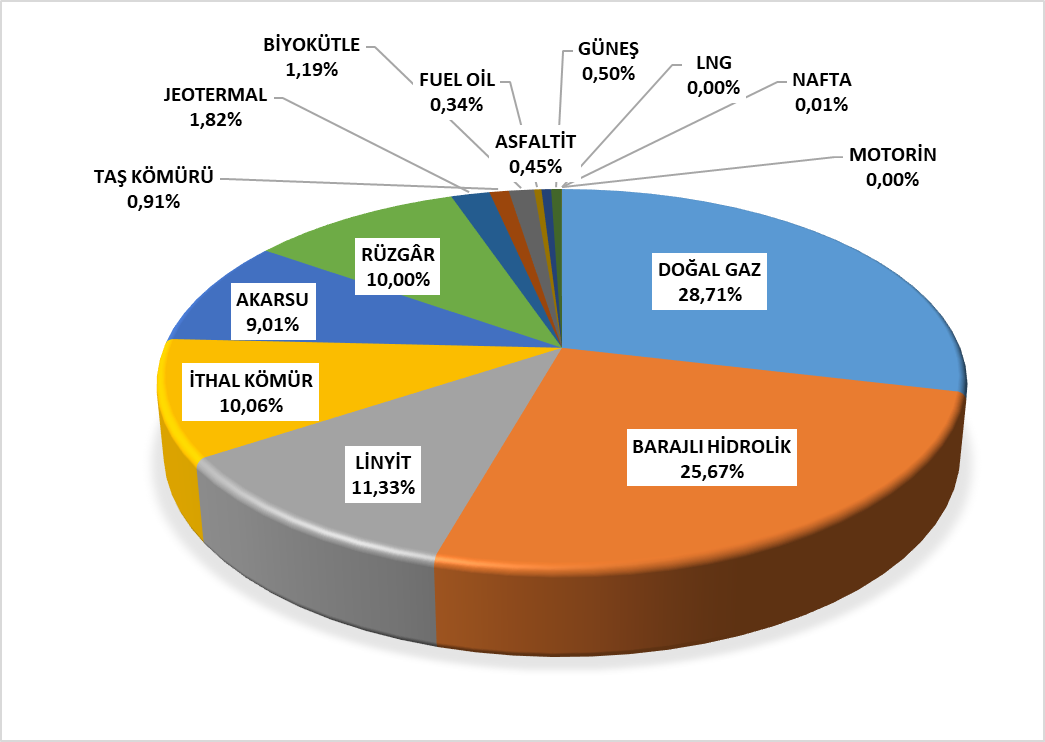 BİYOKÜTLE
1,19%
GÜNEŞ
0,50%
LNG
0,00%
FUEL OİL
0,34%
NAFTA
0,01%
JEOTERMAL
1,82%
ASFALTİT
0,45%
MOTORİN
0,00%
TAŞ KÖMÜRÜ
0,91%
RÜZGÂR
10,00%
DOĞAL GAZ
28,71%
AKARSU
9,01%
İTHAL KÖMÜR
10,06%
BARAJLI HİDROLİK
25,67%
LİNYİT
11,33%